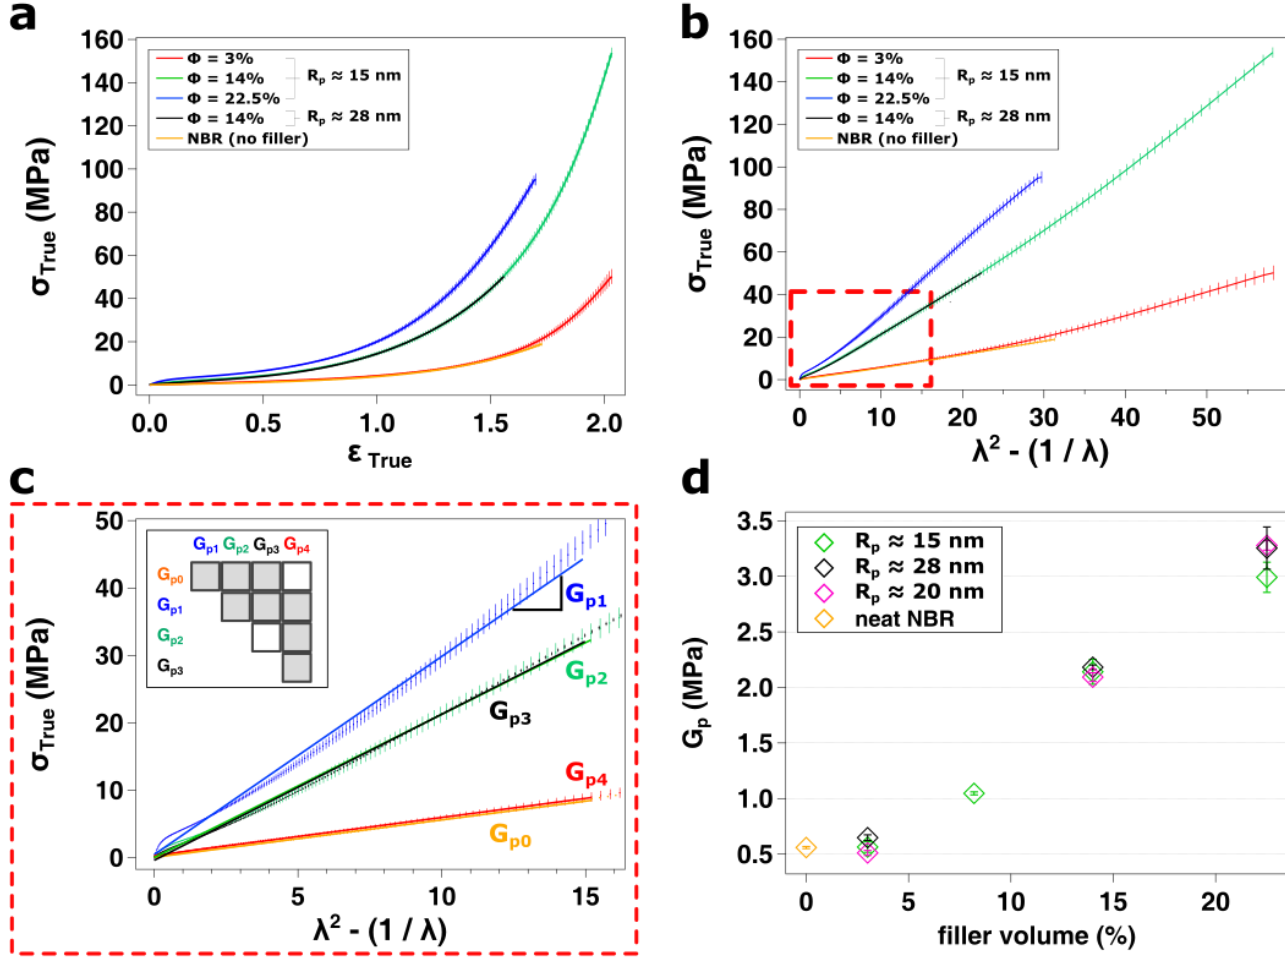 a
160
140
120
100
80
60
40
20
0
σTrue (MPa)
Φ = 3%
Φ = 14%
Φ = 22.5%
Rp ≈ 15 nm
Φ = 14%
Rp ≈ 28 nm
NBR (no filler)
0.0 0.5 1.0 1.5 2.0
ε True
b
160
140
120
100
80
60
40
20
0
σTrue (MPa)
Φ = 3%
Φ = 14%
Φ = 22.5%
Rp ≈ 15 nm
Φ = 14%
Rp ≈ 28 nm
NBR (no filler)
0 10 20 30 40 50
λ² - (1 / λ)
c
50
40
30
20
10
0
σTrue (MPa)
Gp1 Gp2 Gp3 Gp4
Gp0
Gp1
Gp2
Gp3
Gp1
Gp2
Gp3
Gp4
Gp0
0 5 10 15
λ² - (1 / λ)
d
3.5
3.0
2.5
2.0
1.5
1.0
0.5
Gp (MPa)
Rp ≈ 15 nm
Rp ≈ 28 nm
Rp ≈ 20 nm
neat NBR
0 5 10 15 20
filler volume (%)